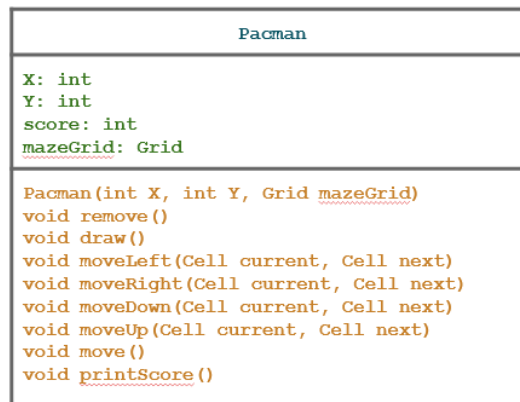 Pacman
X: int
Y: int
score: int
mazeGrid: Grid
Pacman(int X, int Y, Grid mazeGrid)
void remove()
void draw()
void moveLeft(Cell current, Cell next)
void moveRight(Cell current, Cell next)
void moveDown(Cell current, Cell next)
void moveUp(Cell current, Cell next)
void move()
void printScore()